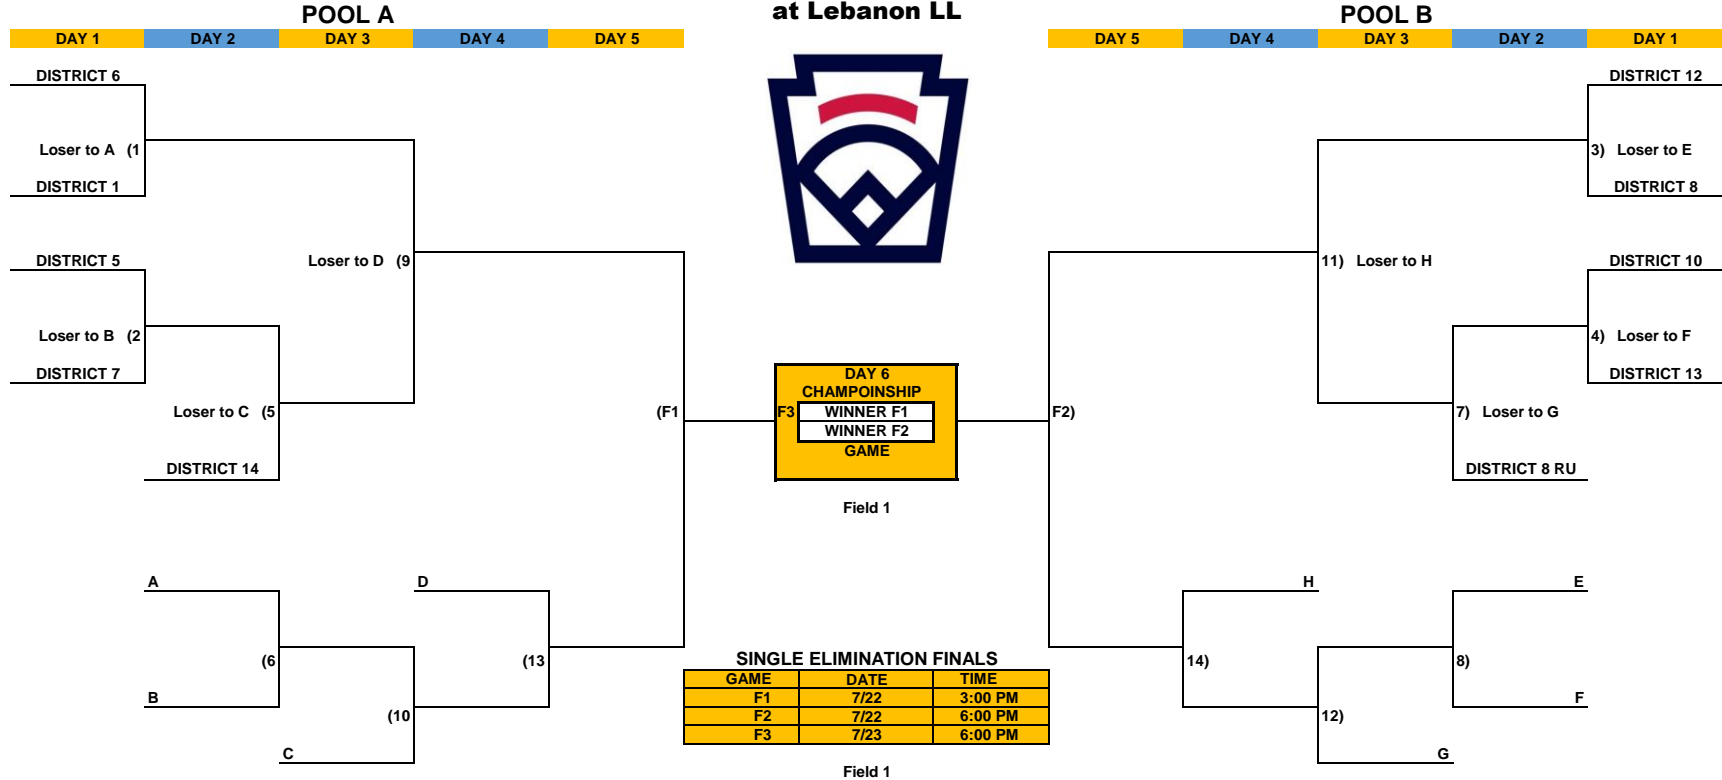 at Lebanon LL
POOL A
POOL B
DAY 1 DAY 2 DAY 3 DAY 4 DAY 5
DAY 5 DAY 4 DAY 3 DAY 2 DAY 1
DISTRICT 6
DISTRICT 12
Loser to A (1
3) Loser to E
DISTRICT 1
DISTRICT 8
DISTRICT 5
Loser to D (9
11) Loser to H
DISTRICT 10
Loser to B (2
4) Loser to F
DISTRICT 7
DISTRICT 13
DAY 6
CHAMPOINSHIP
Loser to C (5
(F1
F3 WINNER F1
F2)
7) Loser to G
WINNER F2
GAME
DISTRICT 14
DISTRICT 8 RU
Field 1
A
D
H
E
(6
(13
14)
8)
B
F
(10
12)
C
G
SINGLE ELIMINATION FINALS
GAME DATE TIME
F1 7/22 3:00 PM
F2 7/22 6:00 PM
F3 7/23 6:00 PM
Field 1